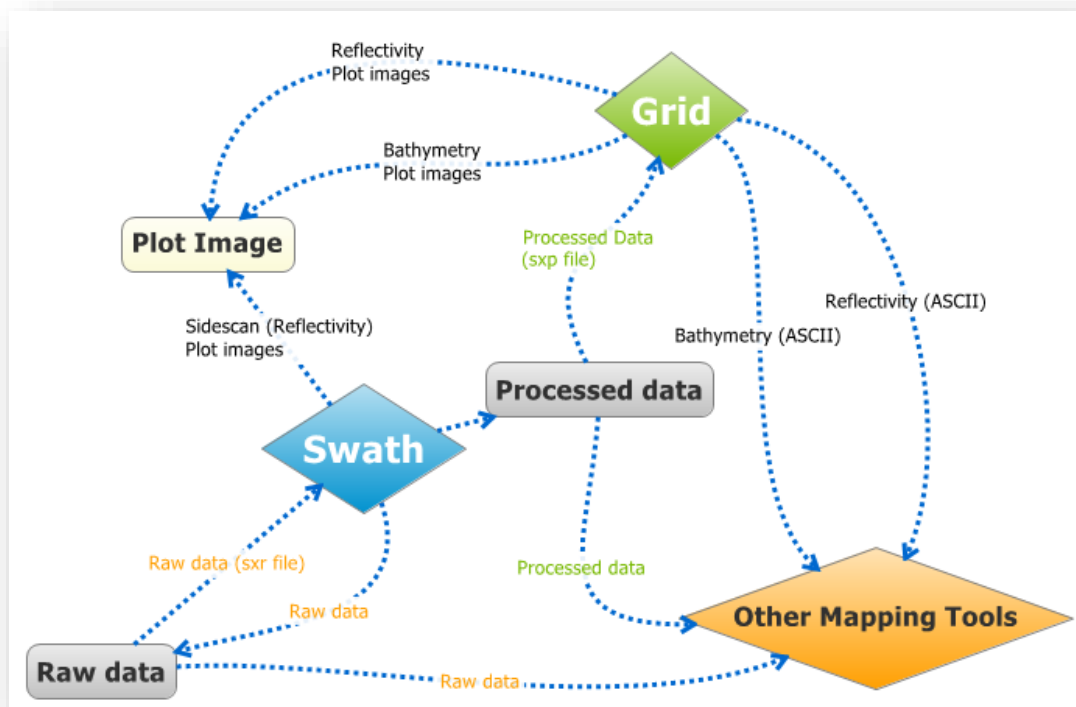 Reflectivity
Plot images
Grid
Bathymetry
Plot images
Plot Image
Processed Data
(sxp file)
Reflectivity (ASCII)
Sidescan (Reflectivity)
Plot images
Bathymetry (ASCII)
Processed data
Swath
Raw data (sxr file)
Processed data
Raw data
Other Mapping Tools
Raw data
Raw data